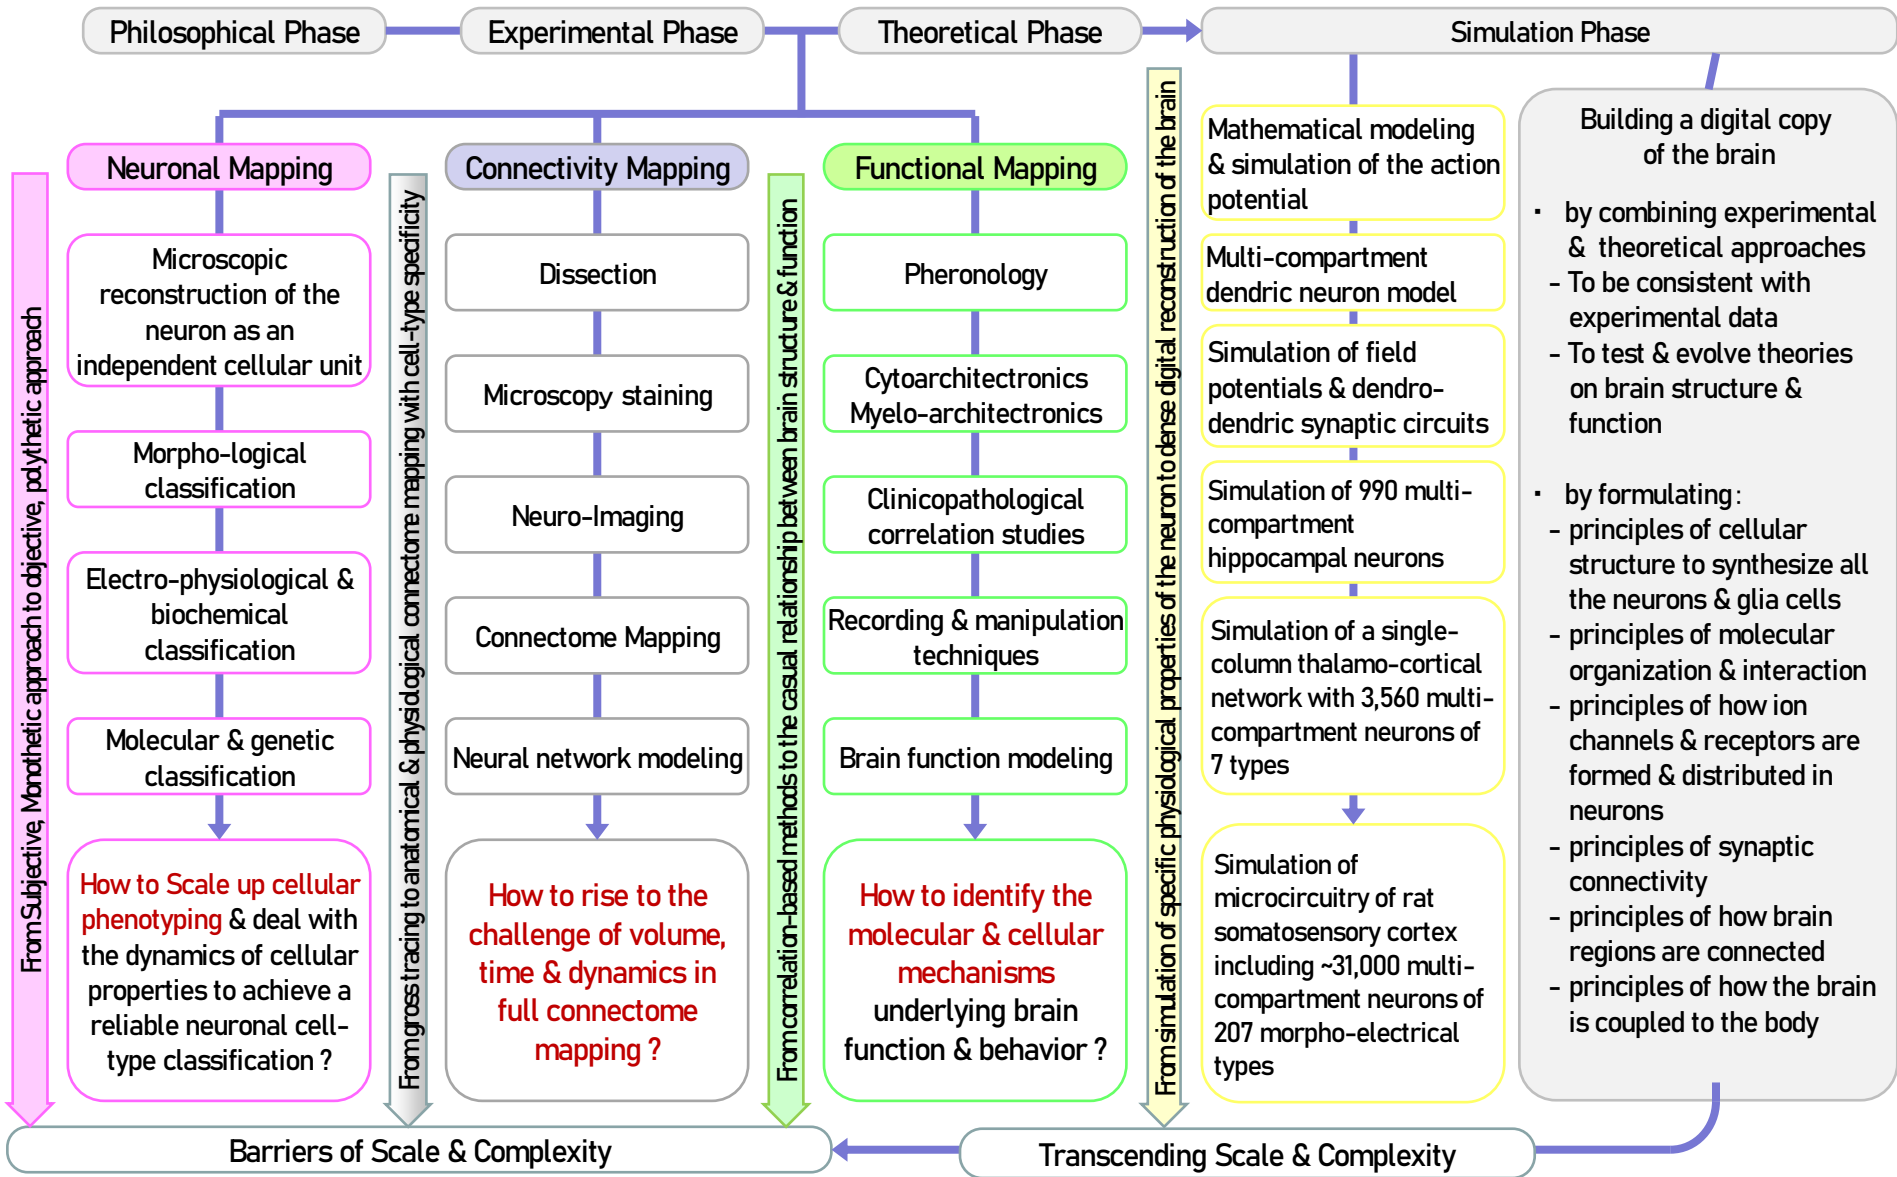 Philosophical Phase
Experimental Phase
Theoretical Phase
Simulation Phase
From Subjective, Monothetic approach to objective, polythetic approach
Neuronal Mapping
Microscopic
reconstruction of the
neuron as an
independent cellular unit
Morpho-logical
classification
Electro-physiological &
biochemical
classification
Molecular & genetic
classification
How to Scale up cellular
phenotyping & deal with
the dynamics of cellular
properties to achieve a
reliable neuronal cell-
type classification ?
From gross tracing to anatomical & physiological connectome mapping with cell-type specificity
Connectivity Mapping
Dissection
Microscopy staining
Neuro-Imaging
Connectome Mapping
Neural network modeling
How to rise to the
challenge of volume,
time & dynamics in
full connectome
mapping ?
From correlation-based methods to the casual relationship between brain structure & function
Functional Mapping
Pheronology
Cytoarchitectronics
Myelo-architectronics
Clinicopathological
correlation studies
Recording & manipulation
techniques
Brain function modeling
How to identify the
molecular & cellular
mechanisms
underlying brain
function & behavior ?
From simulation of specific physiological properties of the neuron to dense digital reconstruction of the brain
Mathematical modeling
& simulation of the action
potential
Multi-compartment
dendric neuron model
Simulation of field
potentials & dendro-
dendric synaptic circuits
Simulation of 990 multi-
compartment
hippocampal neurons
Simulation of a single-
column thalamo-cortical
network with 3,560 multi-
compartment neurons of
7 types
Simulation of
microcircuitry of rat
somatosensory cortex
including ~31,000 multi-
compartment neurons of
207 morpho-electrical
types
Building a digital copy
of the brain
· by combining experimental
& theoretical approaches
- To be consistent with
experimental data
- To test & evolve theories
on brain structure &
function
· by formulating :
- principles of cellular
structure to synthesize all
the neurons & glia cells
- principles of molecular
organization & interaction
- principles of how ion
channels & receptors are
formed & distributed in
neurons
- principles of synaptic
connectivity
- principles of how brain
regions are connected
- principles of how the brain
is coupled to the body
Barriers of Scale & Complexity
Transcending Scale & Complexity